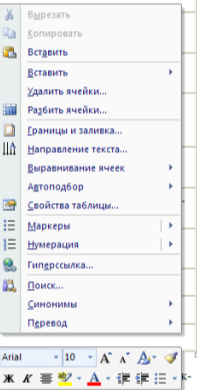 Вырезать
Копировать
Вставить
Вставить
Удалить ячейки...
Разбить ячейки...
Границы и заливка...
Направление текста...
Выравнивание ячеек
Автоподбор
Свойства таблицы...
Маркеры
Нумерация
Гиперссылка...
Поиск...
Синонимы
Перевод
Arial 10 A A A
Ж К ab A К-